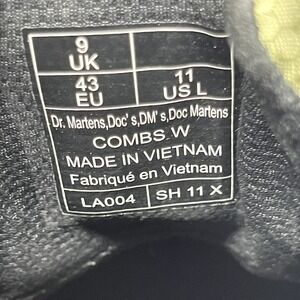 9
UK
43
EU
11
US L
Dr. Martens,Doc's,DM's,Doc Martens
COMBS W
MADE IN VIETNAM
Fabriqué en Vietnam
LA004
SH 11 X